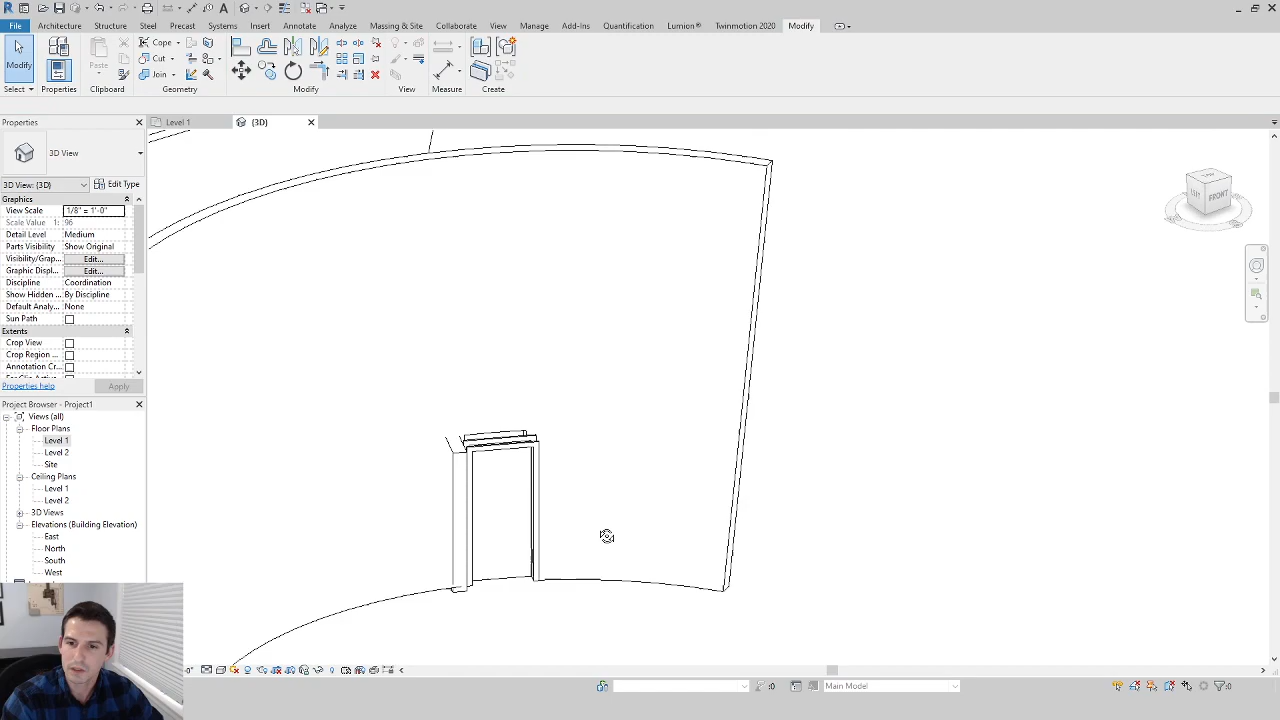 File Architecture Structure Steel Precast Systems Insert Annotate Analyze Massing & Site Collaborate View Manage Add-Ins Quantification Lumion® Twinmotion 2020 Modify
Modify
Paste
Cope
Cut
Join
Select Properties Clipboard Geometry Modify View Measure Create
Properties
Level 1
{3D}
3D View
3D View: {3D} Edit Type
Graphics
View Scale 1/8" = 1'-0"
Scale Value 1: 96
Detail Level Medium
Parts Visibility Show Original
Visibility/Grap... Edit...
Graphic Displ... Edit...
Discipline Coordination
Show Hidden ... By Discipline
Default Analy... None
Sun Path
Extents
Crop View
Crop Region ...
Annotation Cr...
Properties help Apply
Project Browser - Project1
Views (all)
Floor Plans
Level 1
Level 2
Site
Ceiling Plans
Level 1
Level 2
3D Views
Elevations (Building Elevation)
East
North
South
West
FRONT
:0
Main Model
:0